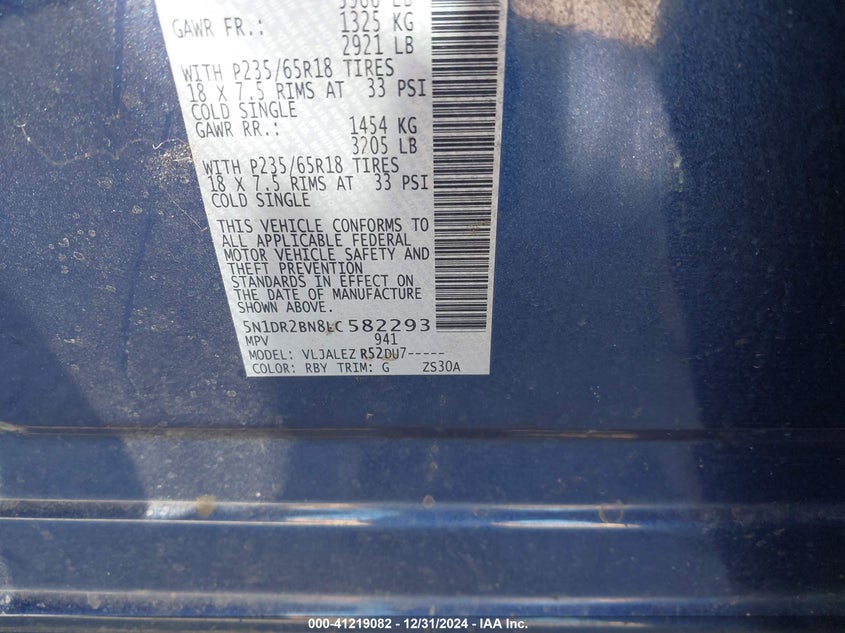 GAWR FR.: 1325 KG
2921 LB
WITH P235/65R18 TIRES
18 X 7.5 RIMS AT 33 PSI
COLD SINGLE
GAWR RR.: 1454 KG
3205 LB
WITH P235/65R18 TIRES
18 X 7.5 RIMS AT 33 PSI
COLD SINGLE
THIS VEHICLE CONFORMS TO
ALL APPLICABLE FEDERAL
MOTOR VEHICLE SAFETY AND
THEFT PREVENTION
STANDARDS IN EFFECT ON
THE DATE OF MANUFACTURE
SHOWN ABOVE.
5N1DR2BN8LC582293
MPV 941
MODEL: VLJALEZ R52DU7-----
COLOR: RBY TRIM: G ZS30A
000-41219082 - 12/31/2024 - IAA Inc.